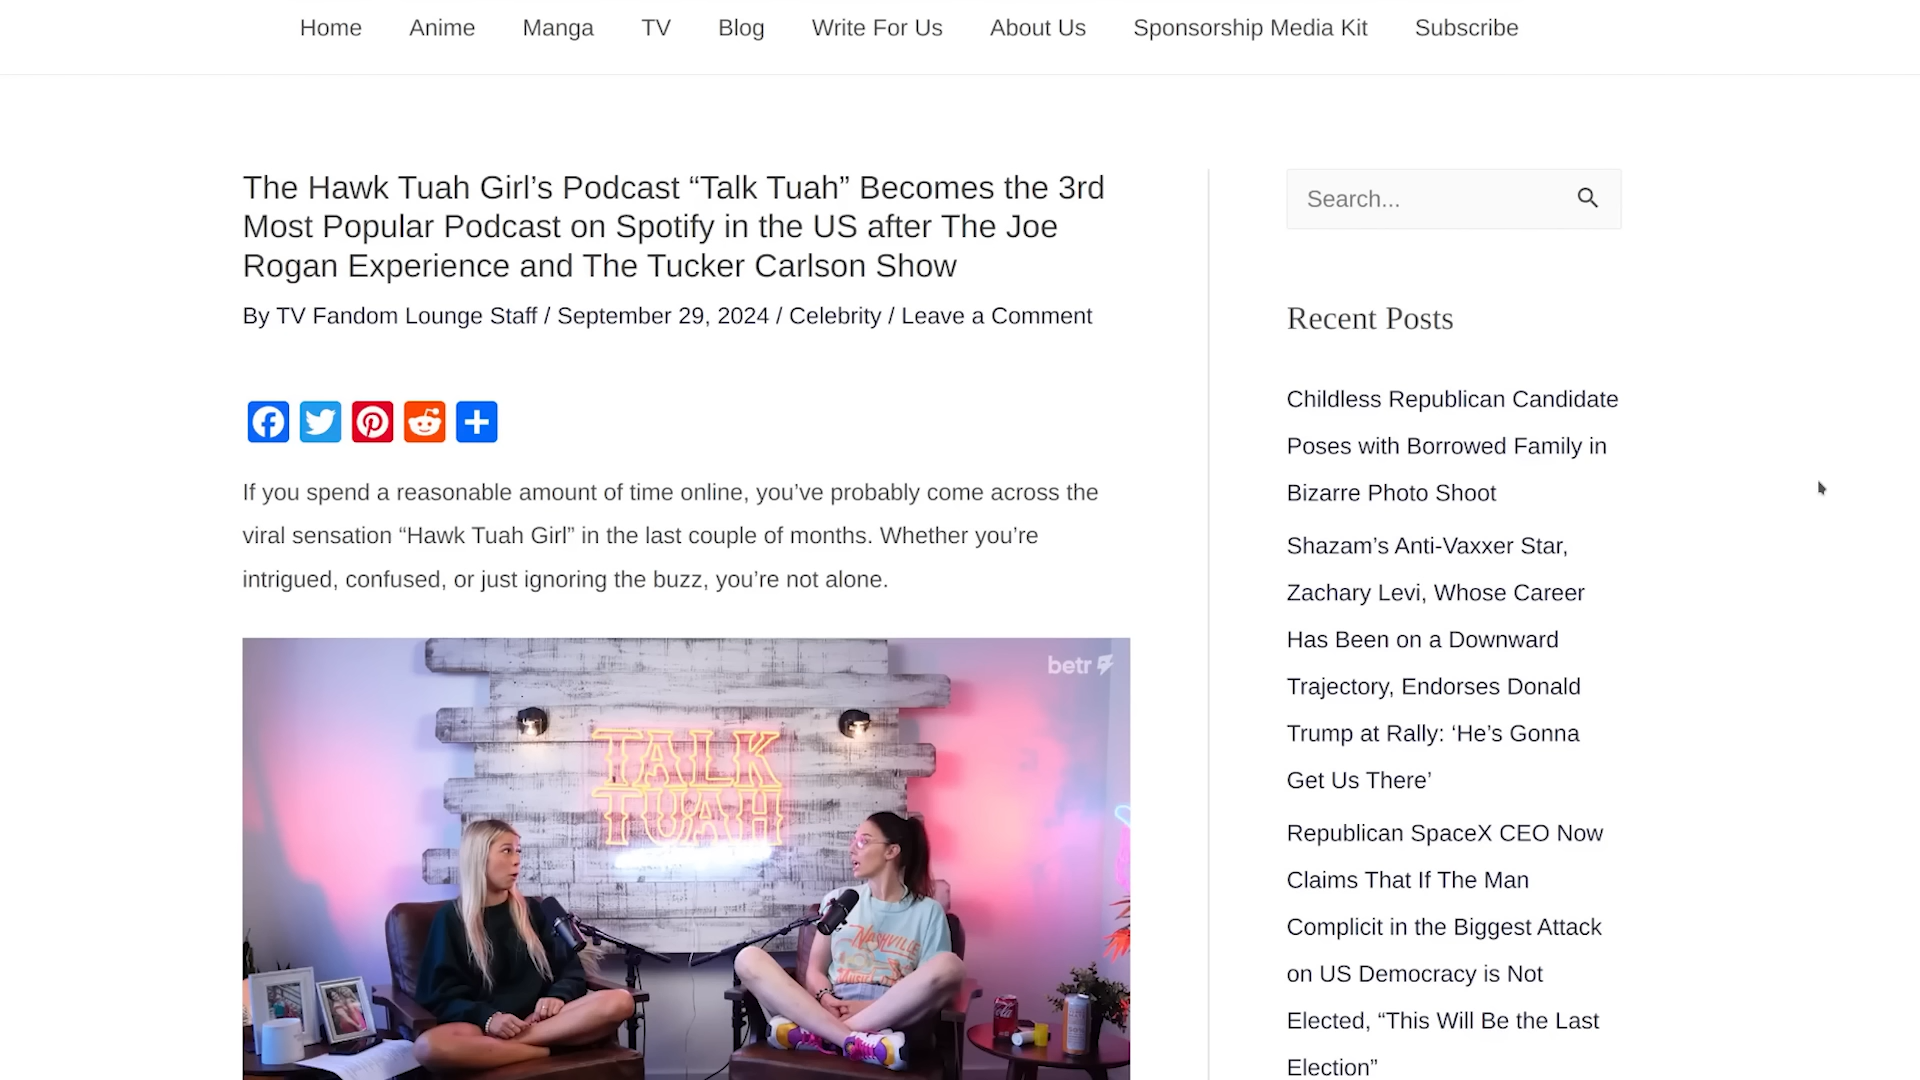 Home Anime Manga TV Blog Write For Us About Us Sponsorship Media Kit Subscribe
The Hawk Tuah Girl’s Podcast “Talk Tuah” Becomes the 3rd
Most Popular Podcast on Spotify in the US after The Joe
Rogan Experience and The Tucker Carlson Show
By TV Fandom Lounge Staff / September 29, 2024 / Celebrity / Leave a Comment
If you spend a reasonable amount of time online, you’ve probably come across the
viral sensation “Hawk Tuah Girl” in the last couple of months. Whether you’re
intrigued, confused, or just ignoring the buzz, you’re not alone.
betr
TALK
TUAH
NASHVILLE
Search...
Recent Posts
Childless Republican Candidate
Poses with Borrowed Family in
Bizarre Photo Shoot
Shazam’s Anti-Vaxxer Star,
Zachary Levi, Whose Career
Has Been on a Downward
Trajectory, Endorses Donald
Trump at Rally: ‘He’s Gonna
Get Us There’
Republican SpaceX CEO Now
Claims That If The Man
Complicit in the Biggest Attack
on US Democracy is Not
Elected, “This Will Be the Last
Election”